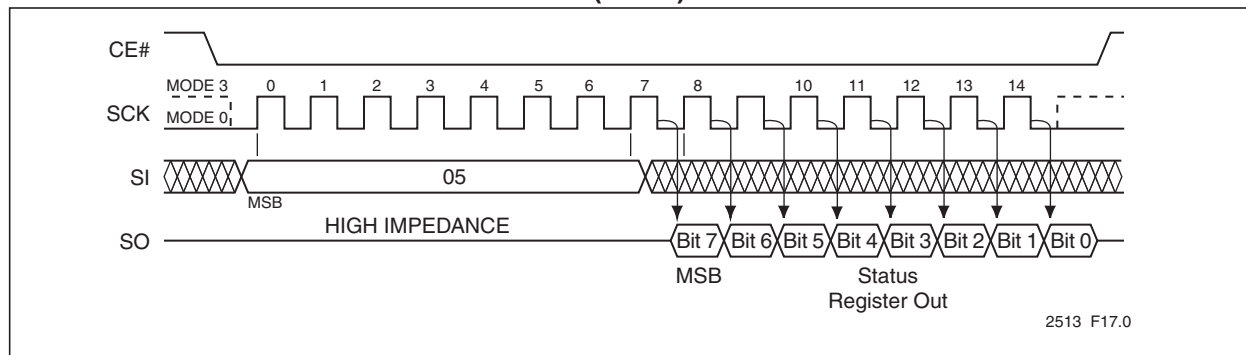 CE#
MODE 3 0 1 2 3 4 5 6 7 8 10 11 12 13 14
SCK MODE 0
SI 05
MSB
HIGH IMPEDANCE
SO Bit 7 Bit 6 Bit 5 Bit 4 Bit 3 Bit 2 Bit 1 Bit 0
MSB Status
Register Out
2513 F17.0